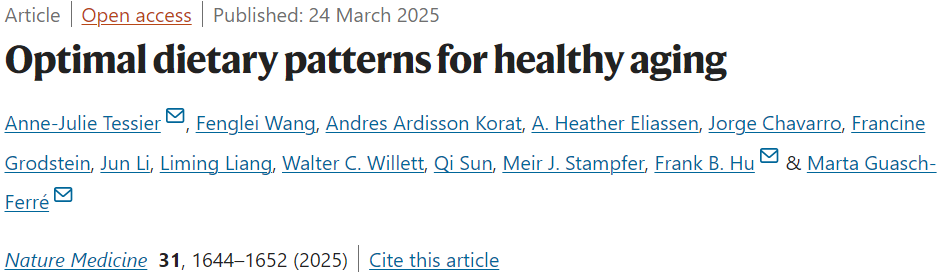 Article | Open access | Published: 24 March 2025
Optimal dietary patterns for healthy aging
Anne-Julie Tessier, Fenglei Wang, Andres Ardisson Korat, A. Heather Eliassen, Jorge Chavarro, Francine
Grodstein, Jun Li, Liming Liang, Walter C. Willett, Qi Sun, Meir J. Stampfer, Frank B. Hu & Marta Guasch-
Ferré
Nature Medicine 31, 1644–1652 (2025) | Cite this article